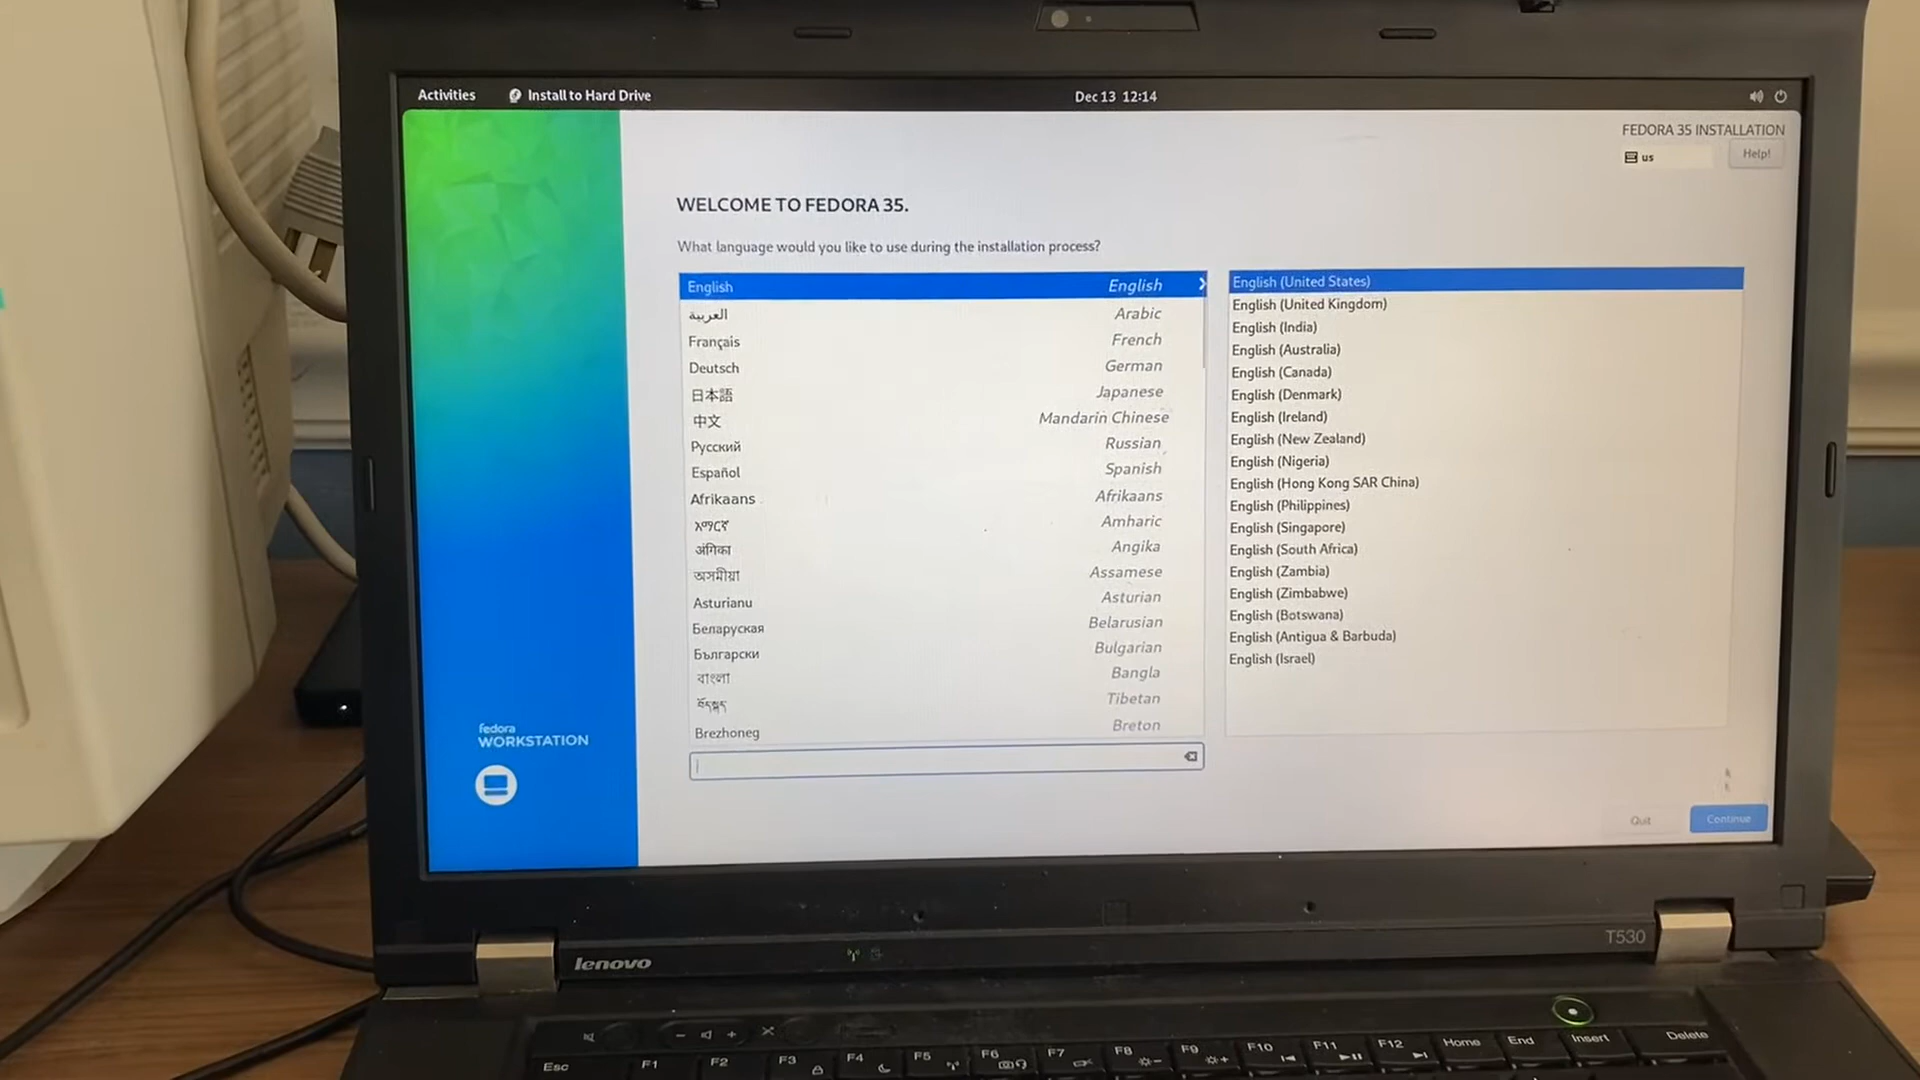 Activities Install to Hard Drive Dec 13 12:14
FEDORA 35 INSTALLATION
us Help!
WELCOME TO FEDORA 35.
What language would you like to use during the installation process?
English English
العربية Arabic
Français French
Deutsch German
日本語 Japanese
中文 Mandarin Chinese
Русский Russian
Español Spanish
Afrikaans Afrikaans
አማርኛ Amharic
अंगिका Angika
অসমীয়া Assamese
Asturianu Asturian
Беларуская Belarusian
Български Bulgarian
বাংলা Bangla
Tibetan
Brezhoneg Breton
English (United States)
English (United Kingdom)
English (India)
English (Australia)
English (Canada)
English (Denmark)
English (Ireland)
English (New Zealand)
English (Nigeria)
English (Hong Kong SAR China)
English (Philippines)
English (Singapore)
English (South Africa)
English (Zambia)
English (Zimbabwe)
English (Botswana)
English (Antigua & Barbuda)
English (Israel)
fedora
WORKSTATION
Quit Continue
T530
lenovo
Esc F1 F2 F3 F4 F5 F6 F7 F8 F9 F10 F11 F12 Home End Insert Delete